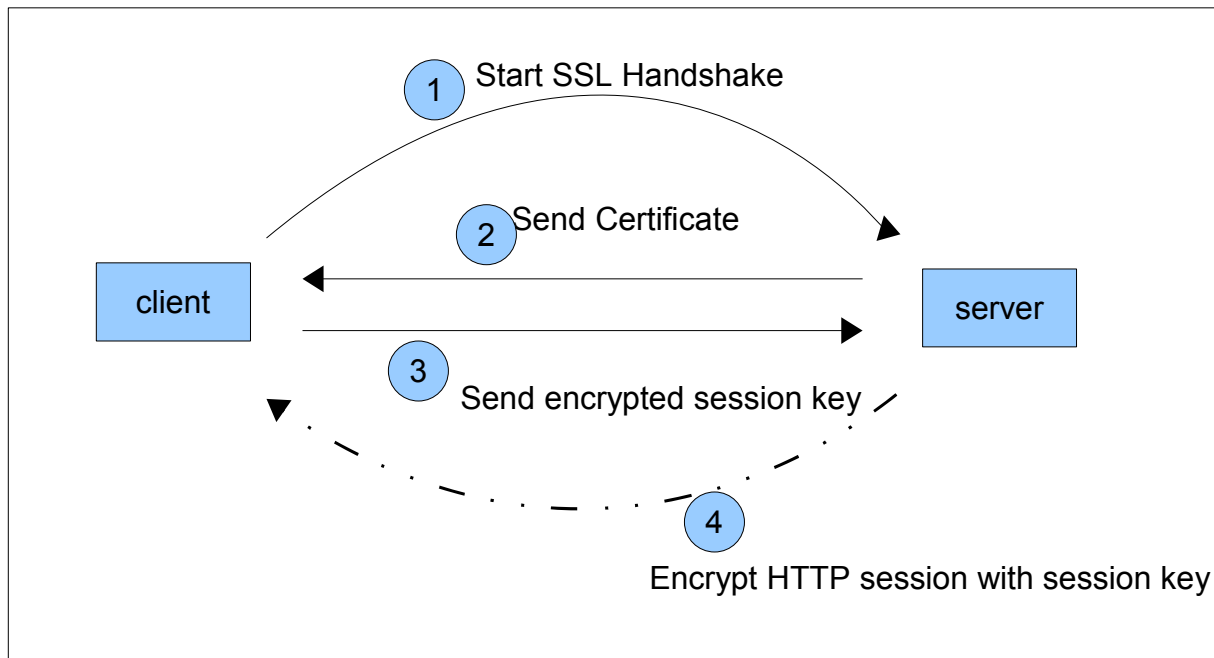 1
Start SSL Handshake
2
Send Certificate
client
server
3
Send encrypted session key
4
Encrypt HTTP session with session key